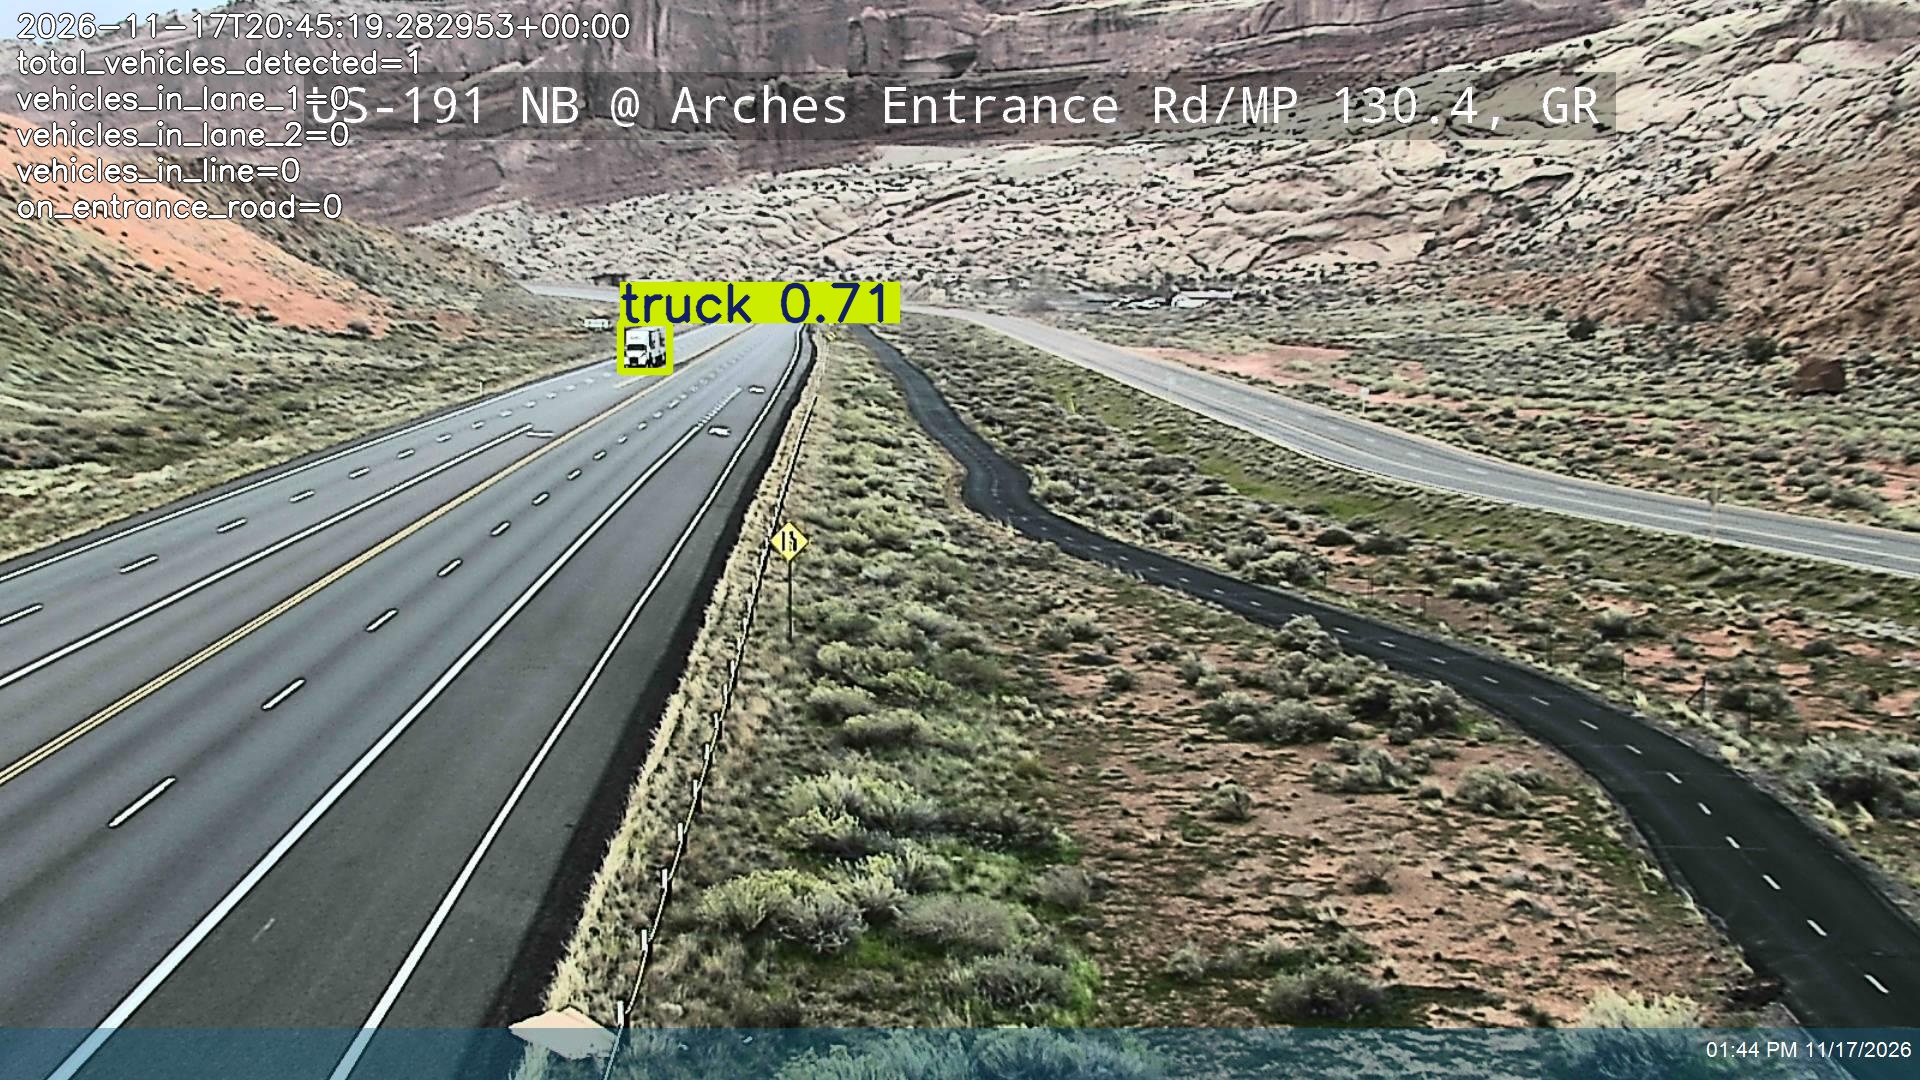 2026-11-17T20:45:19.282953+00:00
total_vehicles_detected=1
vehicles_in_lane_1=0
US-191 NB @ Arches Entrance Rd/MP 130.4, GR
vehicles_in_lane_2=0
vehicles_in_line=0
on_entrance_road=0
truck 0.71
01:44 PM 11/17/2026